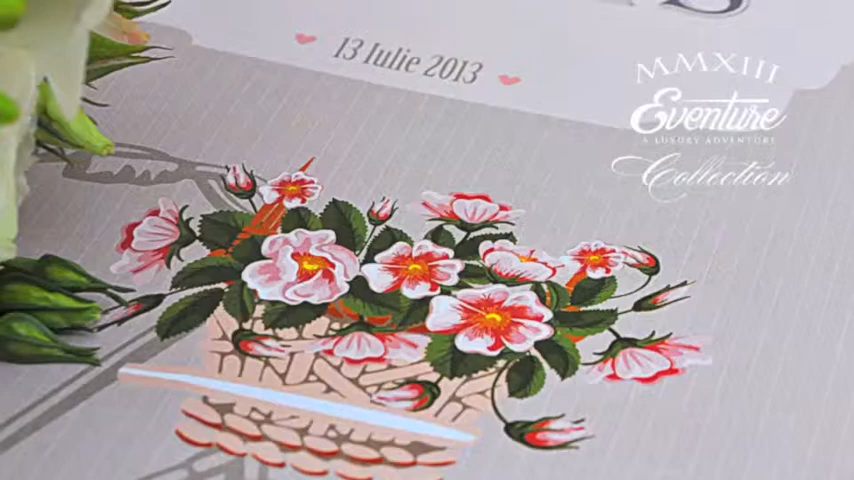 13 Iulie 2013
MMXIII
Eventure
A LUXURY ADVENTURE
Collection